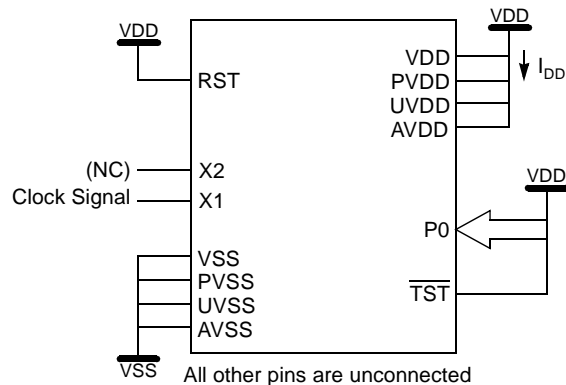 VDD
RST
(NC)
X2
Clock Signal
X1
VSS
PVSS
UVSS
AVSS
VSS
VDD
VDD
PVDD
UVDD
AVDD
IDD
VDD
P0
TST
All other pins are unconnected